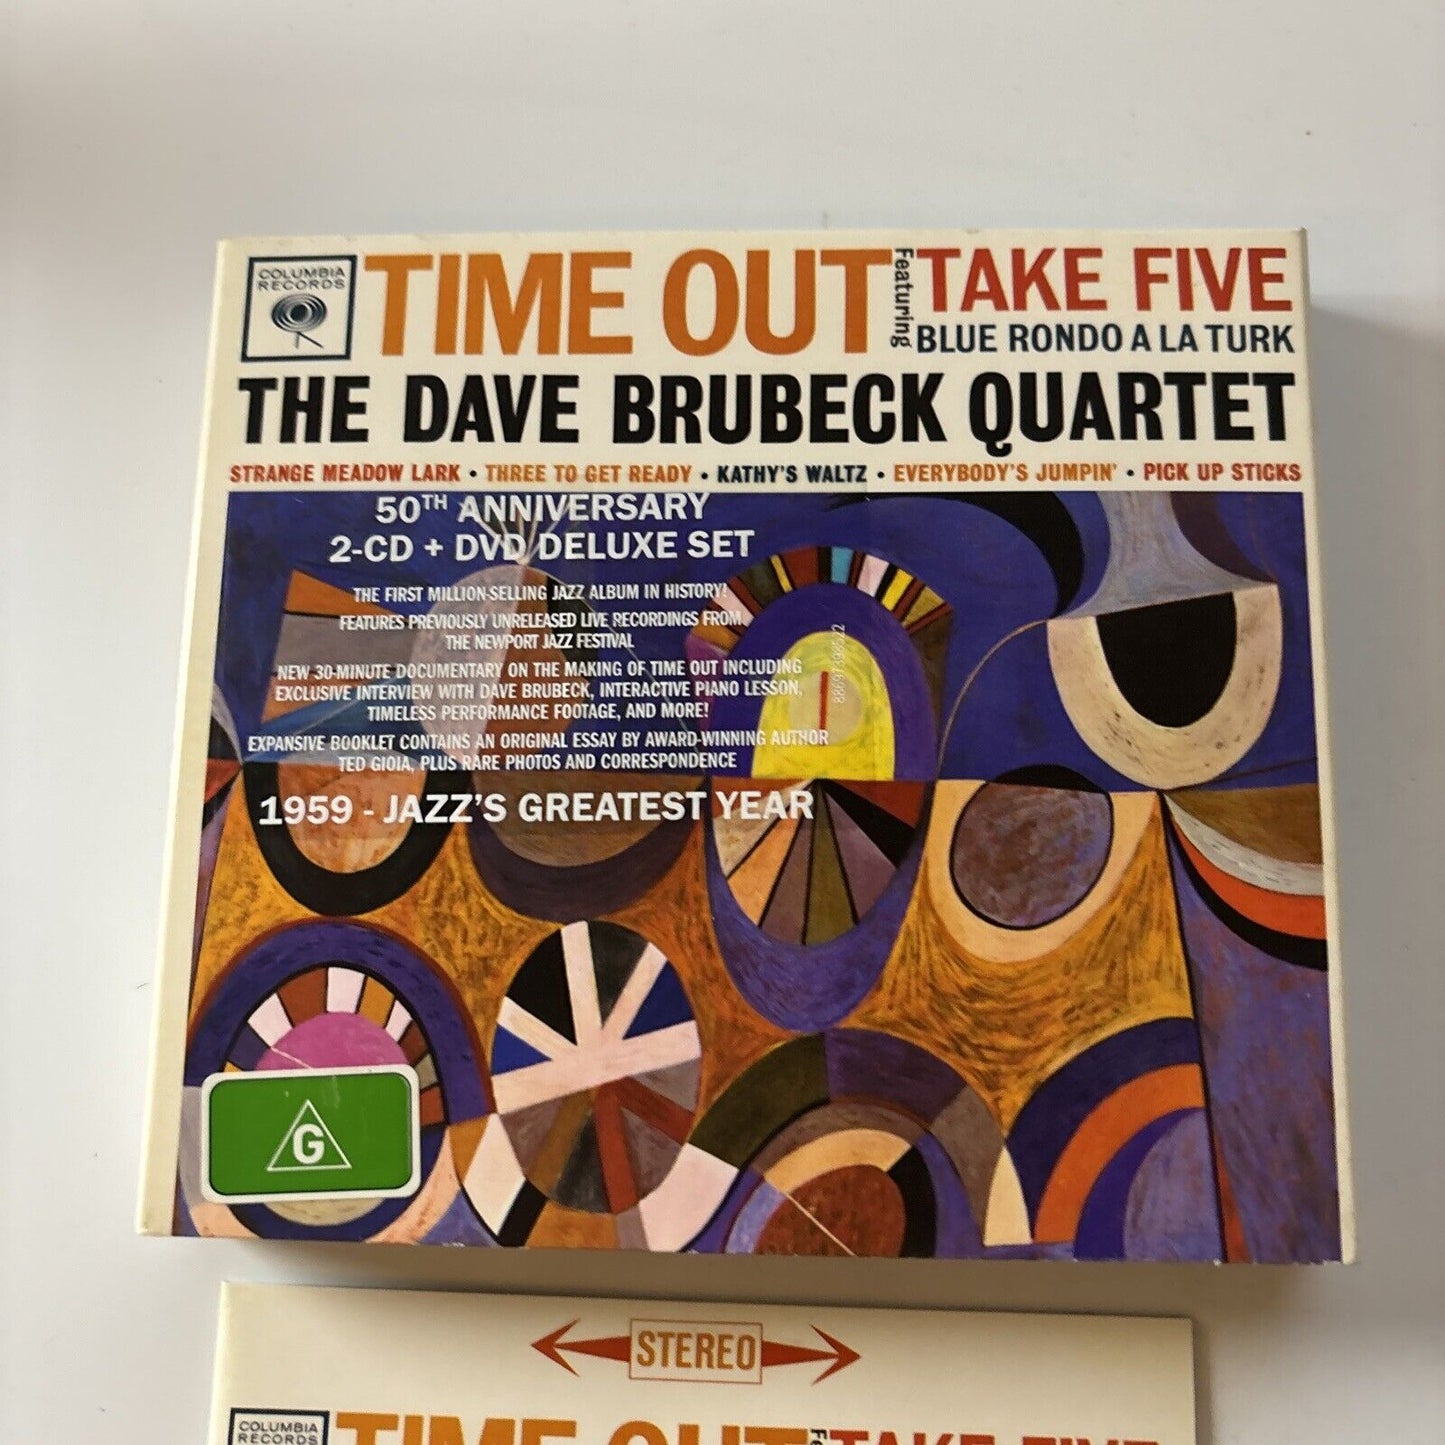 COLUMBIA
RECORDS
TIME OUT
Featuring
TAKE FIVE
BLUE RONDO A LA TURK
THE DAVE BRUBECK QUARTET
STRANGE MEADOW LARK • THREE TO GET READY • KATHY'S WALTZ • EVERYBODY'S JUMPIN' • PICK UP STICKS
50TH ANNIVERSARY
2-CD + DVD DELUXE SET
THE FIRST MILLION-SELLING JAZZ ALBUM IN HISTORY!
FEATURES PREVIOUSLY UNRELEASED LIVE RECORDINGS FROM
THE NEWPORT JAZZ FESTIVAL
NEW 30-MINUTE DOCUMENTARY ON THE MAKING OF TIME OUT INCLUDING
EXCLUSIVE INTERVIEW WITH DAVE BRUBECK, INTERACTIVE PIANO LESSON,
TIMELESS PERFORMANCE FOOTAGE, AND MORE!
EXPANSIVE BOOKLET CONTAINS AN ORIGINAL ESSAY BY AWARD-WINNING AUTHOR
TED GIOIA, PLUS RARE PHOTOS AND CORRESPONDENCE
1959 - JAZZ'S GREATEST YEAR
G
STEREO
COLUMBIA
RECORDS
TIME OUT
TAKE FIVE